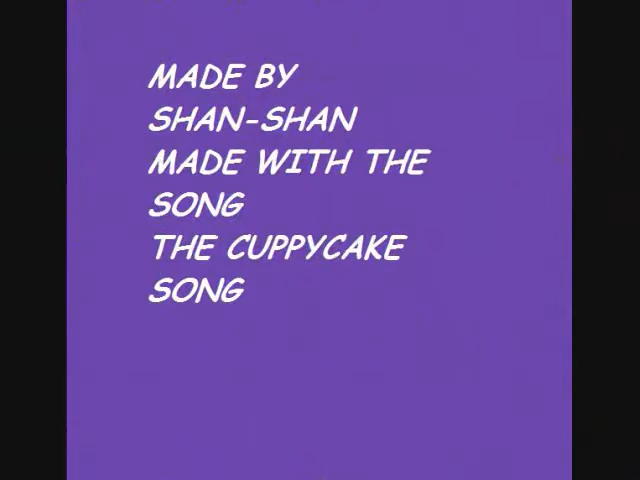 MADE BY
SHAN-SHAN
MADE WITH THE
SONG
THE CUPPYCAKE
SONG